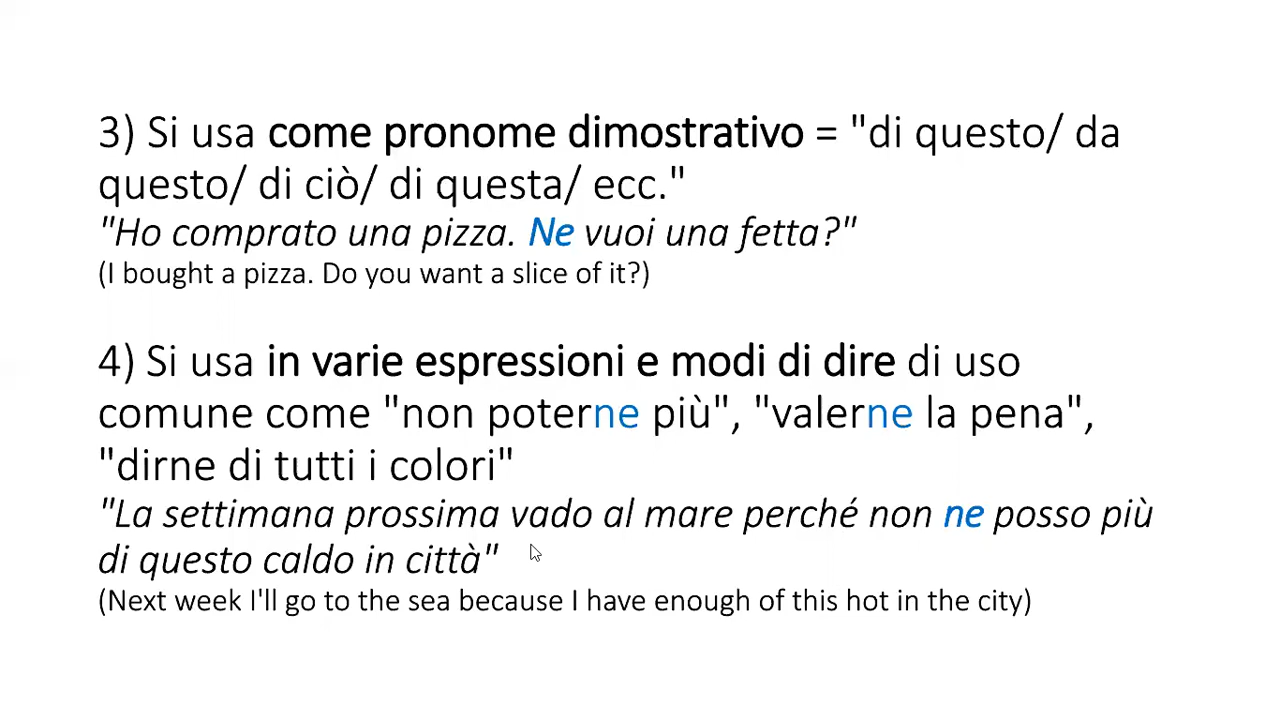 3) Si usa come pronome dimostrativo = "di questo/ da
questo/ di ciò/ di questa/ ecc."
"Ho comprato una pizza. Ne vuoi una fetta?"
(I bought a pizza. Do you want a slice of it?)
4) Si usa in varie espressioni e modi di dire di uso
comune come "non poterne più", "valerne la pena",
"dirne di tutti i colori"
"La settimana prossima vado al mare perché non ne posso più
di questo caldo in città"
(Next week I'll go to the sea because I have enough of this hot in the city)